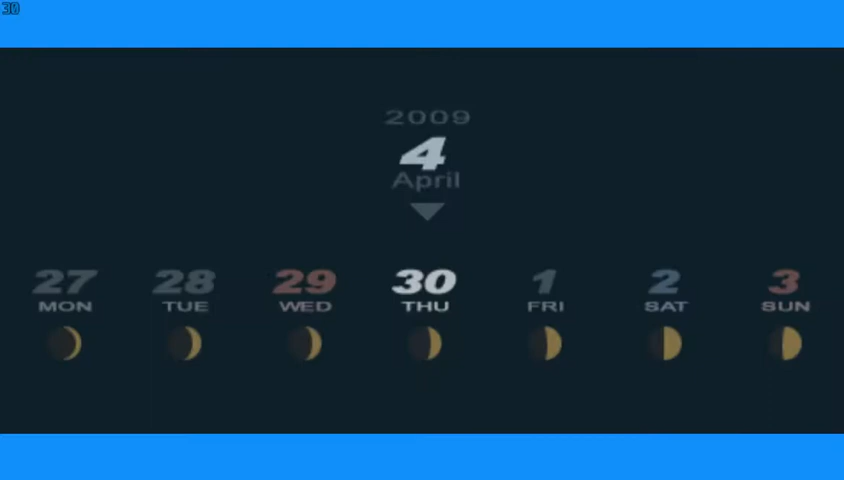 30
2009
4
April
27 28 29 30 1 2 3
MON TUE WED THU FRI SAT SUN